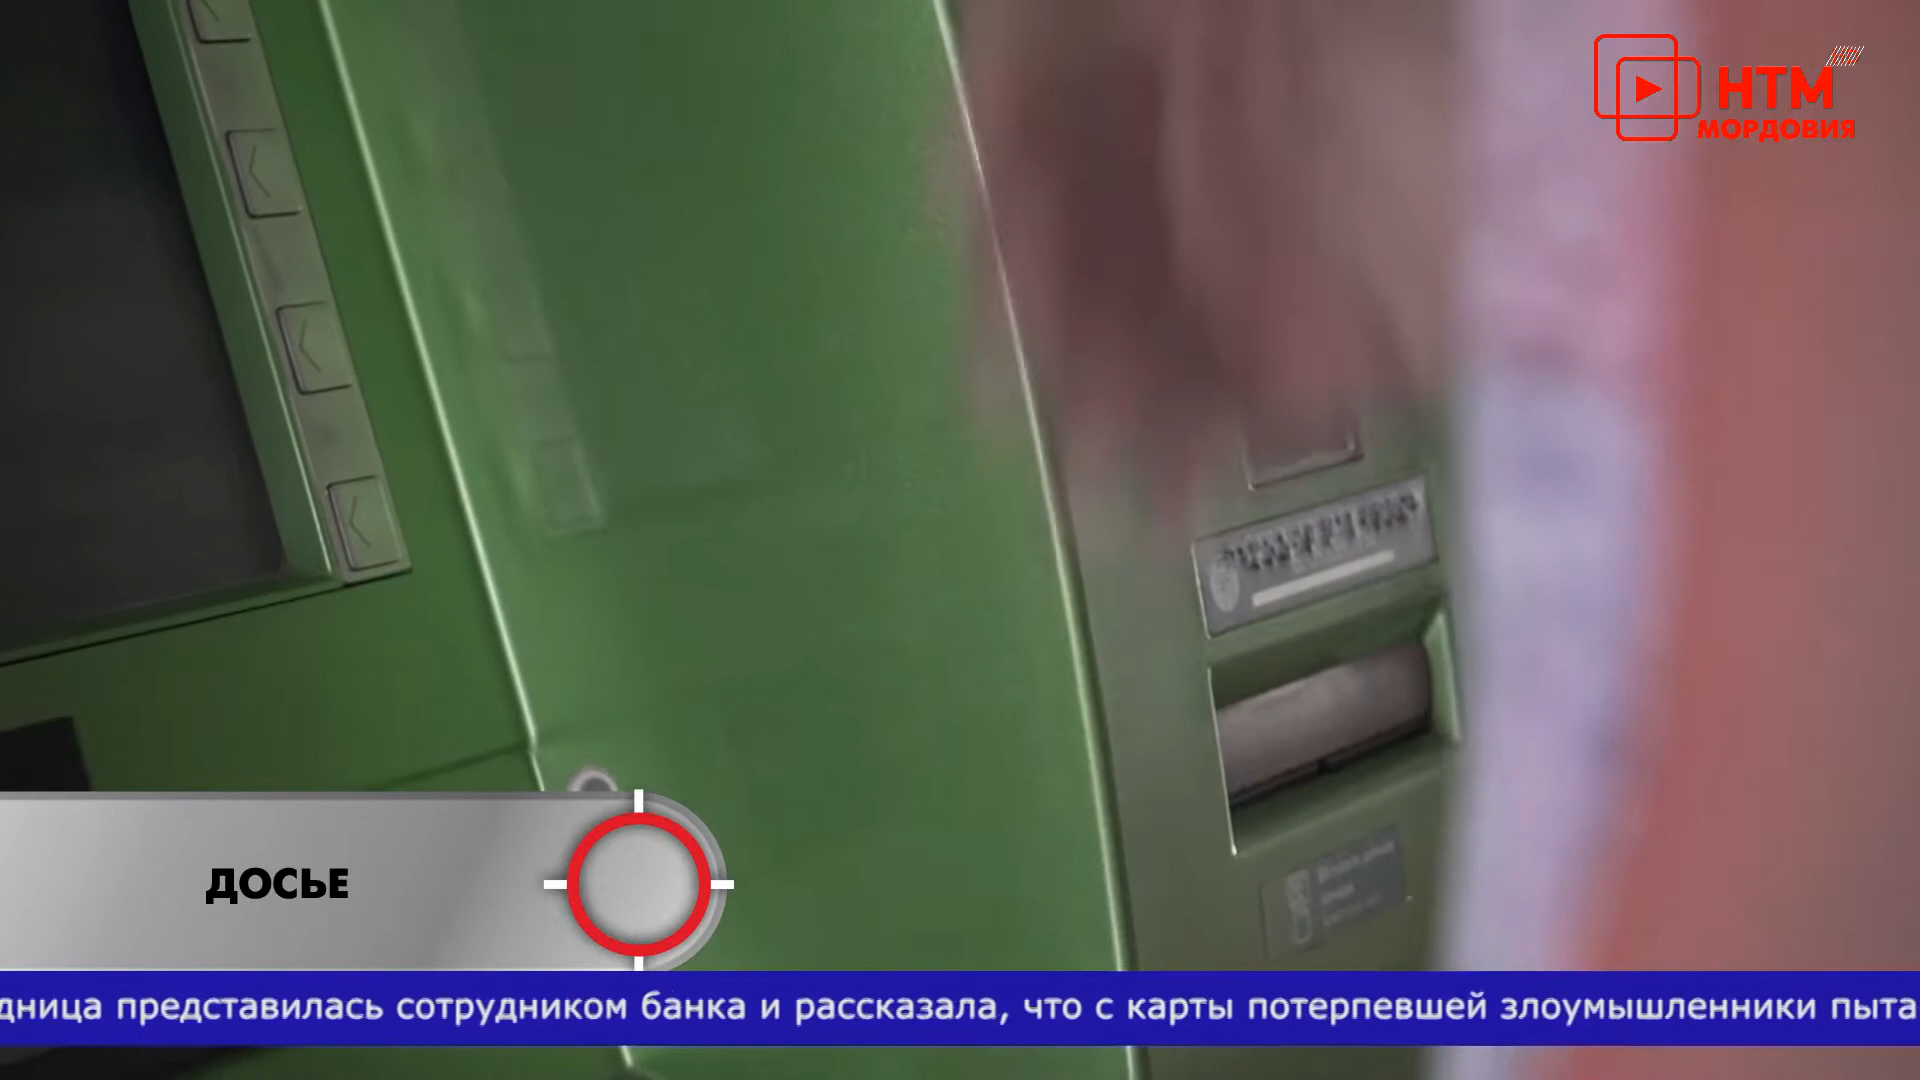 НТМ
МОРДОВИЯ
ДОСЬЕ
дница представилась сотрудником банка и рассказала, что с карты потерпевшей злоумышленники пыта